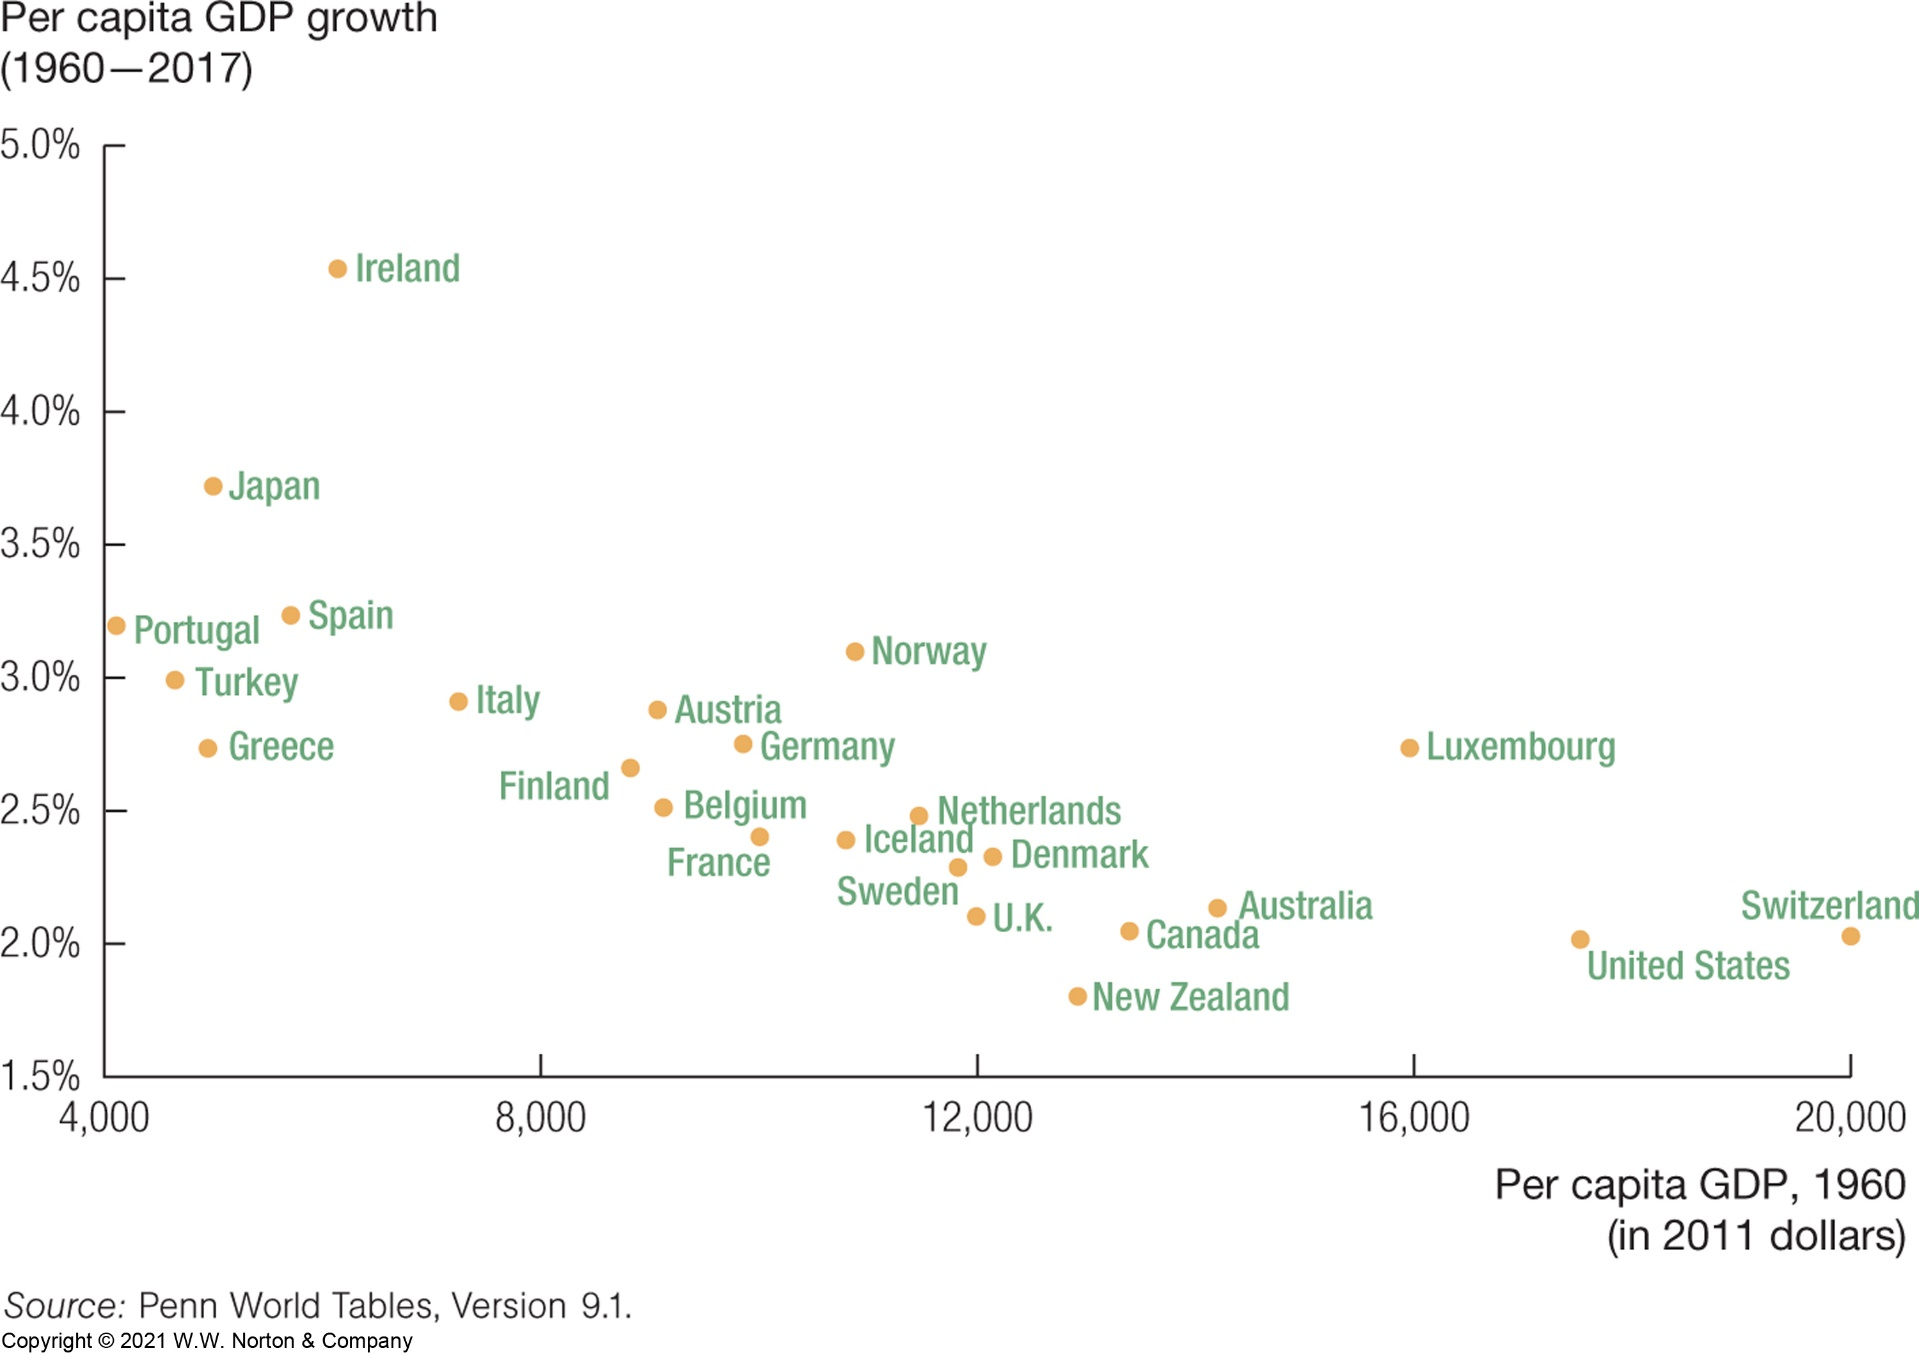 Per capita GDP growth
(1960—2017)
5.0%
Ireland
4.5%
4.0%
Japan
3.5%
Spain
Portugal
Norway
3.0%
Turkey
Italy
Austria
Greece
Germany
Luxembourg
Finland
2.5%
Belgium
Netherlands
Iceland
France
Denmark
Sweden
Australia
Switzerland
U.K.
Canada
2.0%
United States
New Zealand
1.5%
4,000 8,000 12,000 16,000 20,000
Per capita GDP, 1960
(in 2011 dollars)
Source: Penn World Tables, Version 9.1.
Copyright © 2021 W.W. Norton & Company